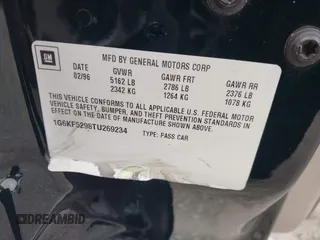 GM
MFD BY GENERAL MOTORS CORP
DATE GVWR GAWR FRT GAWR RR
02/96 5162 LB 2786 LB 2376 LB
2342 KG 1264 KG 1078 KG
THIS VEHICLE CONFORMS TO ALL APPLICABLE U.S. FEDERAL MOTOR
VEHICLE SAFETY, BUMPER, AND THEFT PREVENTION STANDARDS IN
EFFECT ON THE DATE OF MANUFACTURE SHOWN ABOVE.
1G6KF5298TU269234 TYPE: PASS CAR
DREAMBID